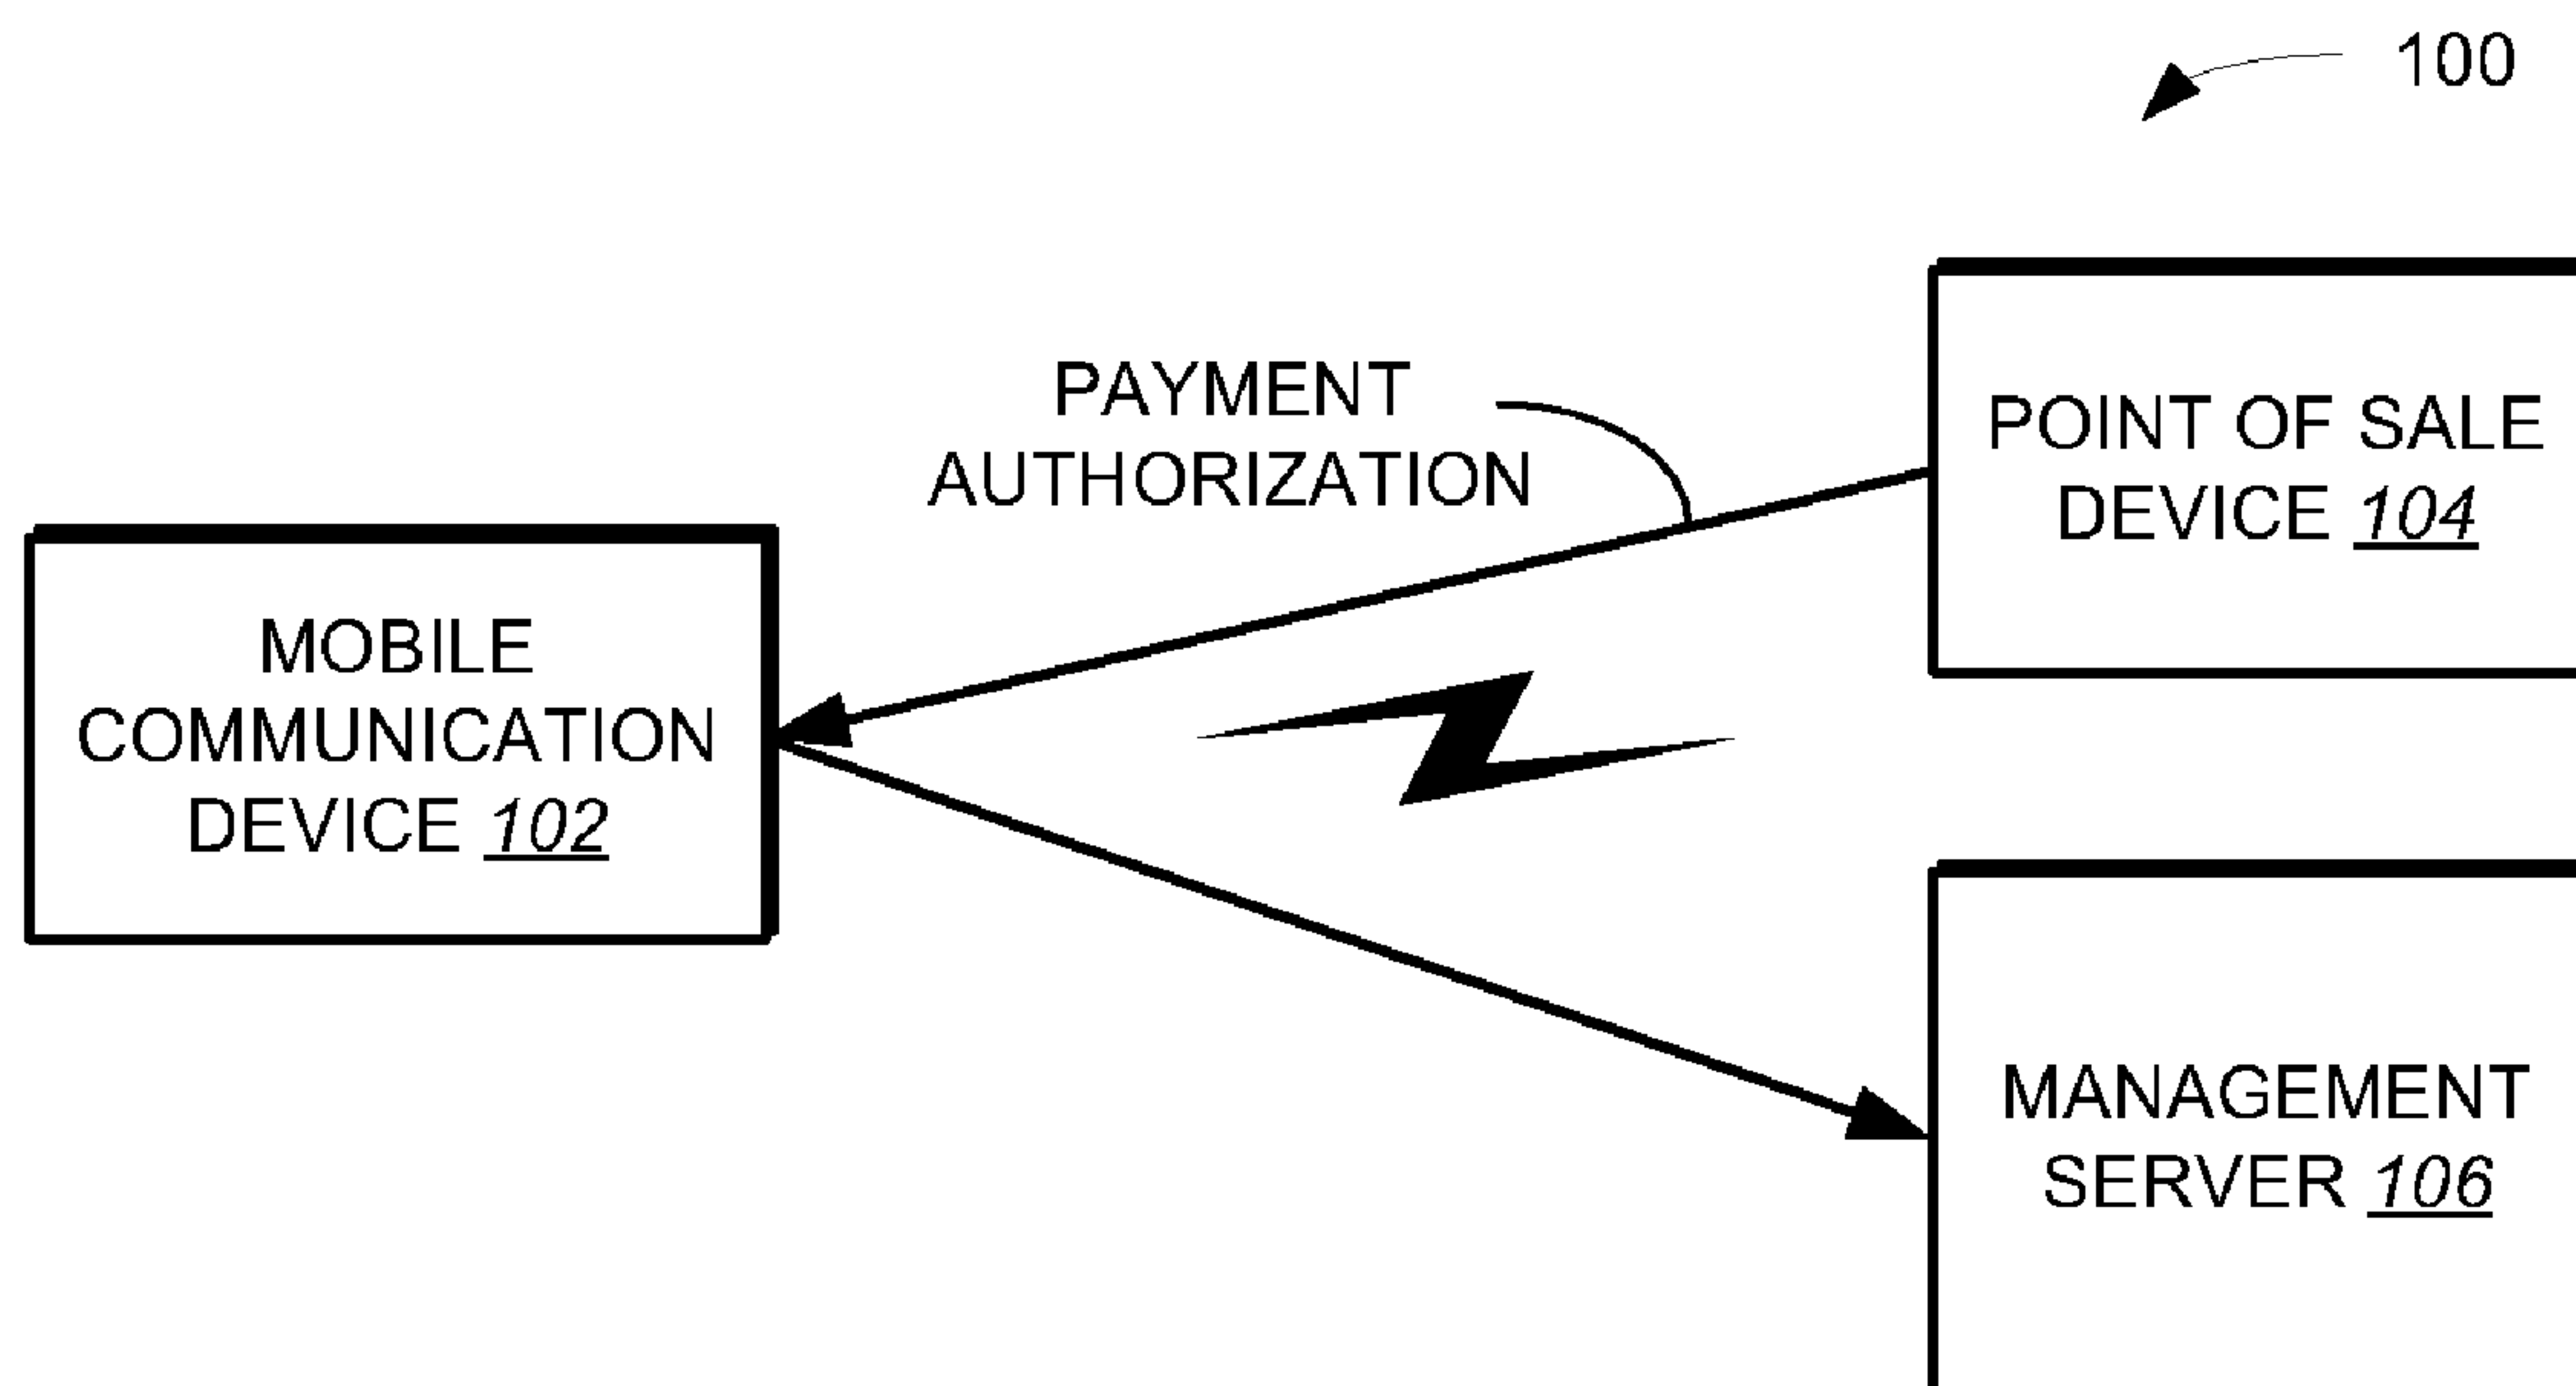 100
PAYMENT
AUTHORIZATION
POINT OF SALE
DEVICE 104
MOBILE
COMMUNICATION
DEVICE 102
MANAGEMENT
SERVER 106